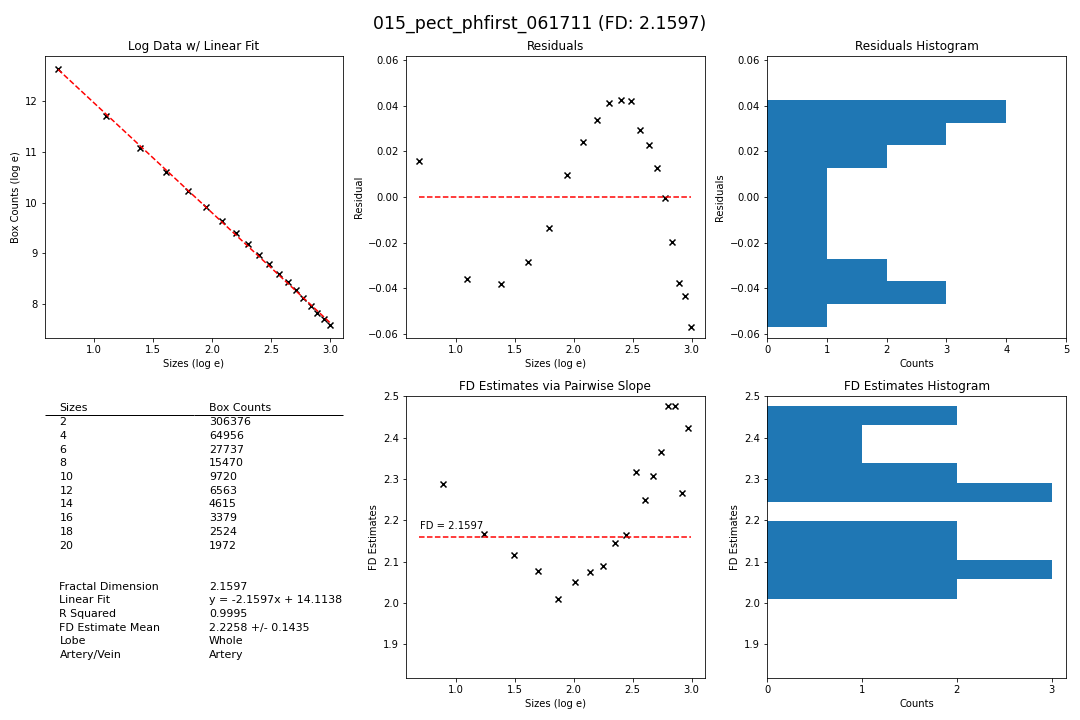 015_pect_phfirst_061711 (FD: 2.1597)
Log Data w/ Linear Fit
Box Counts (log e)
12
11
10
9
8
1.0 1.5 2.0 2.5 3.0
Sizes (log e)
Residuals
Residual
0.06
0.04
0.02
0.00
−0.02
−0.04
−0.06
1.0 1.5 2.0 2.5 3.0
Sizes (log e)
Residuals Histogram
Residuals
0.06
0.04
0.02
0.00
−0.02
−0.04
−0.06
0 1 2 3 4 5
Counts
Sizes Box Counts
2 306376
4 64956
6 27737
8 15470
10 9720
12 6563
14 4615
16 3379
18 2524
20 1972
Fractal Dimension 2.1597
Linear Fit y = -2.1597x + 14.1138
R Squared 0.9995
FD Estimate Mean 2.2258 +/- 0.1435
Lobe Whole
Artery/Vein Artery
FD Estimates via Pairwise Slope
FD Estimates
2.5
2.4
2.3
2.2
2.1
2.0
1.9
FD = 2.1597
1.0 1.5 2.0 2.5 3.0
Sizes (log e)
FD Estimates Histogram
FD Estimates
2.5
2.4
2.3
2.2
2.1
2.0
1.9
0 1 2 3
Counts